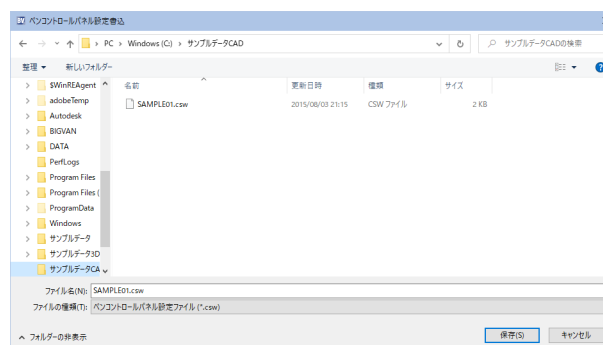 ペンコントロールパネル設定書込
PC › Windows (C:) › サンプルデータCAD
サンプルデータCADの検索
整理 新しいフォルダー
名前 更新日時 種類 サイズ
SAMPLE01.csw 2015/08/03 21:15 CSW ファイル 2 KB
$WinREAgent
adobeTemp
Autodesk
BIGVAN
DATA
PerfLogs
Program Files
Program Files (
ProgramData
Windows
サンプルデータ
サンプルデータ3D
サンプルデータCA
ファイル名(N): SAMPLE01.csw
ファイルの種類(T): ペンコントロールパネル設定ファイル (*.csw)
フォルダーの非表示 保存(S) キャンセル